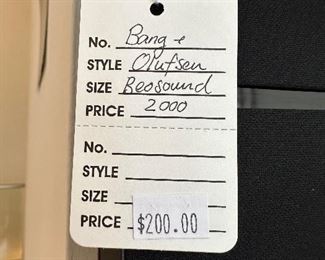 No. Bang &
STYLE Olufsen
SIZE Beosound
PRICE 2000
No.
STYLE
SIZE
PRICE $200.00